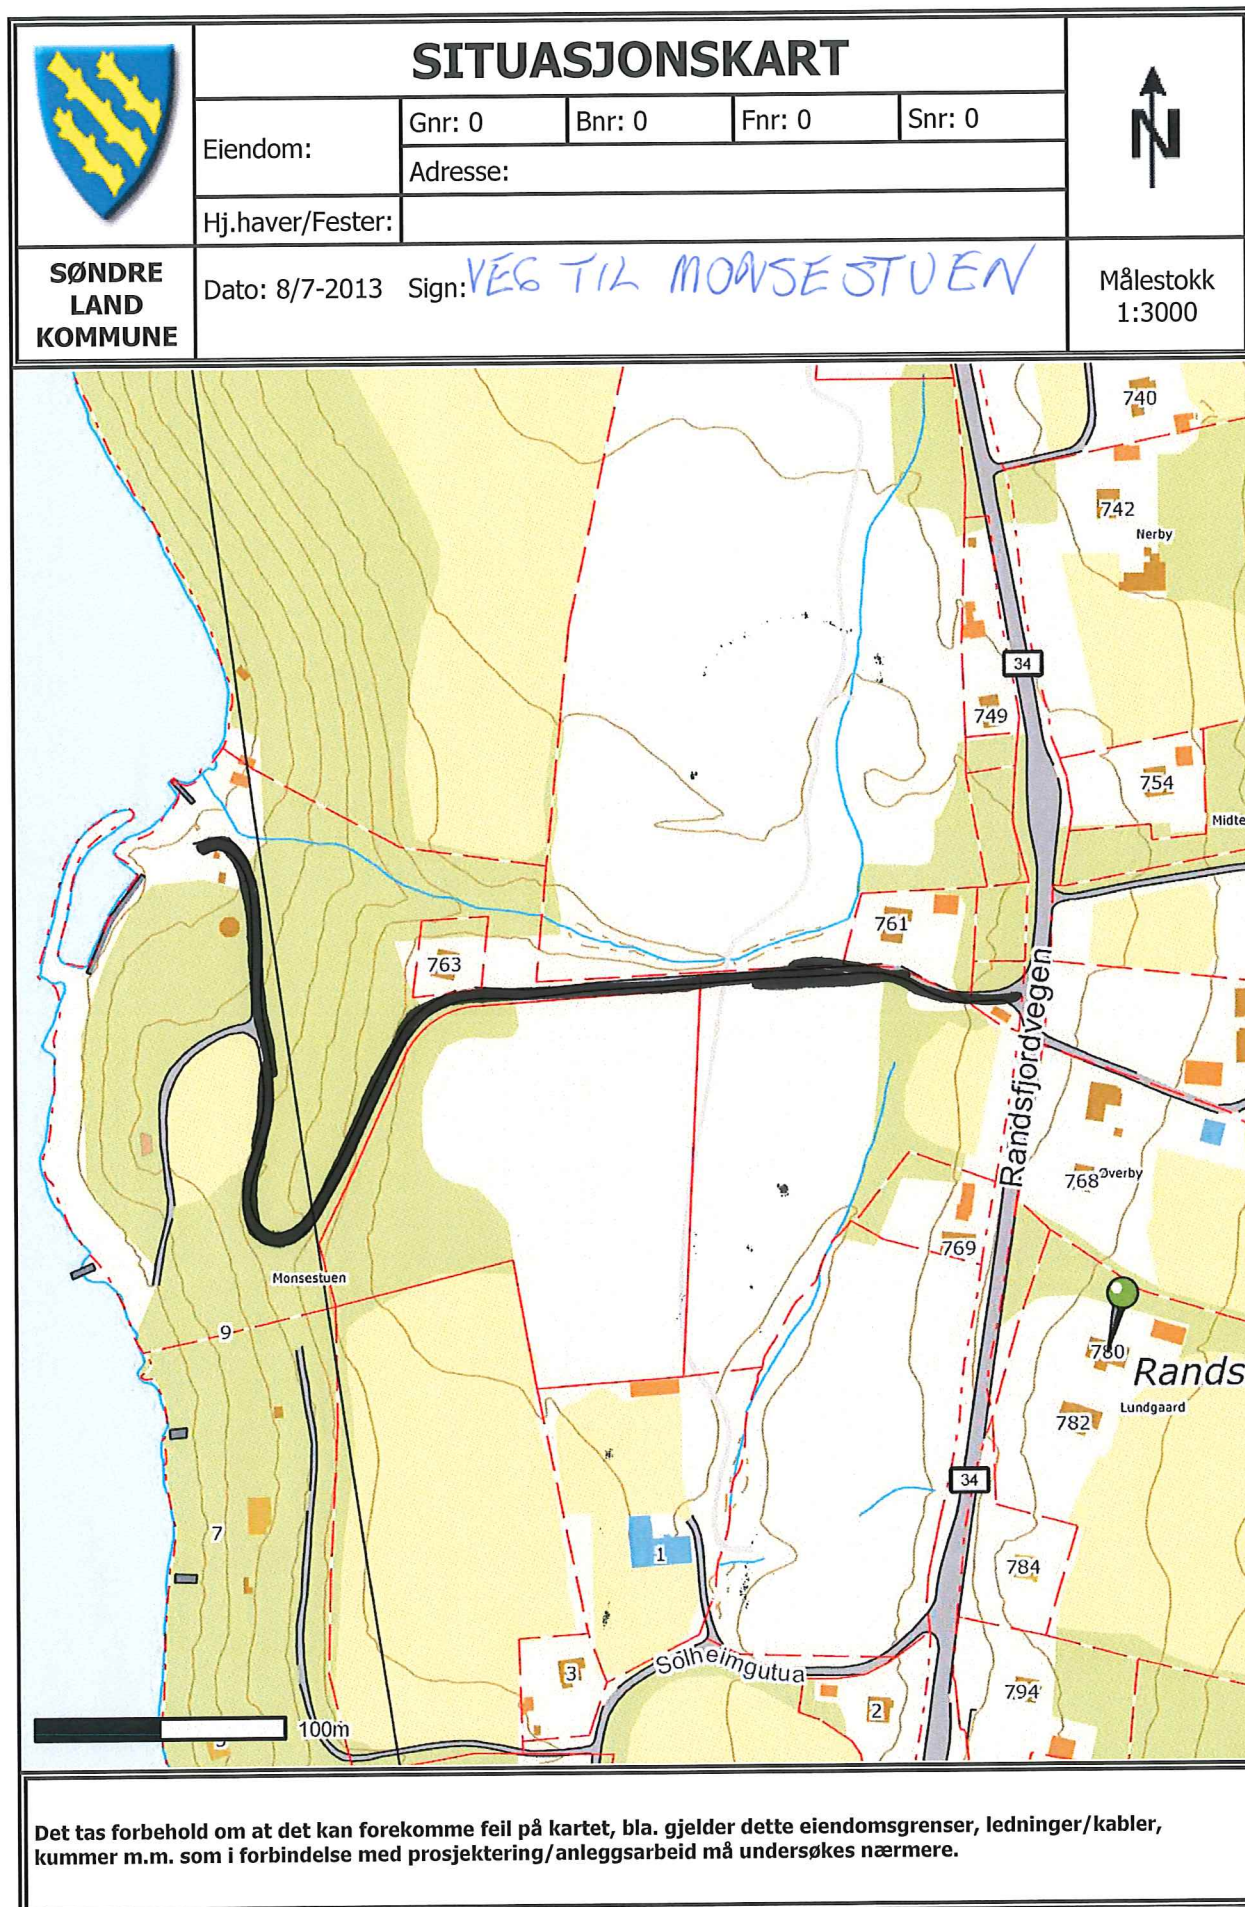 SITUASJONSKART
Eiendom:
Gnr: 0
Bnr: 0
Fnr: 0
Snr: 0
Adresse:
Hj.haver/Fester:
N
SØNDRE
LAND
KOMMUNE
Dato: 8/7-2013
Sign: VEG TIL MONSESTUEN
Målestokk
1:3000
740
742
Nerby
34
749
754
Midte
761
763
Randsfjordvegen
768
Øverby
769
Monsestuen
9
780
Rands
Lundgaard
782
34
7
1
784
Solheimgutua
3
794
2
100m
Det tas forbehold om at det kan forekomme feil på kartet, bla. gjelder dette eiendomsgrenser, ledninger/kabler,
kummer m.m. som i forbindelse med prosjektering/anleggsarbeid må undersøkes nærmere.